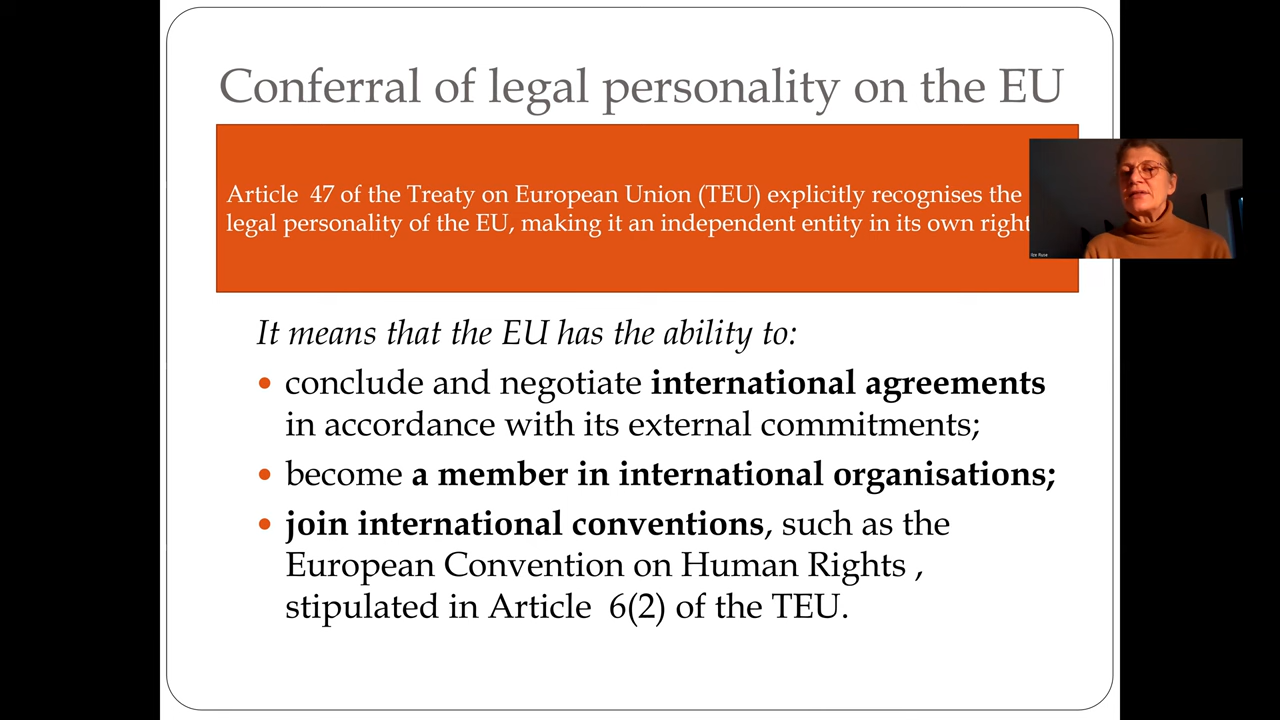 Conferral of legal personality on the EU
Article 47 of the Treaty on European Union (TEU) explicitly recognises the
legal personality of the EU, making it an independent entity in its own right
It means that the EU has the ability to:
• conclude and negotiate international agreements
in accordance with its external commitments;
• become a member in international organisations;
• join international conventions, such as the
European Convention on Human Rights ,
stipulated in Article 6(2) of the TEU.
Ilze Ruse